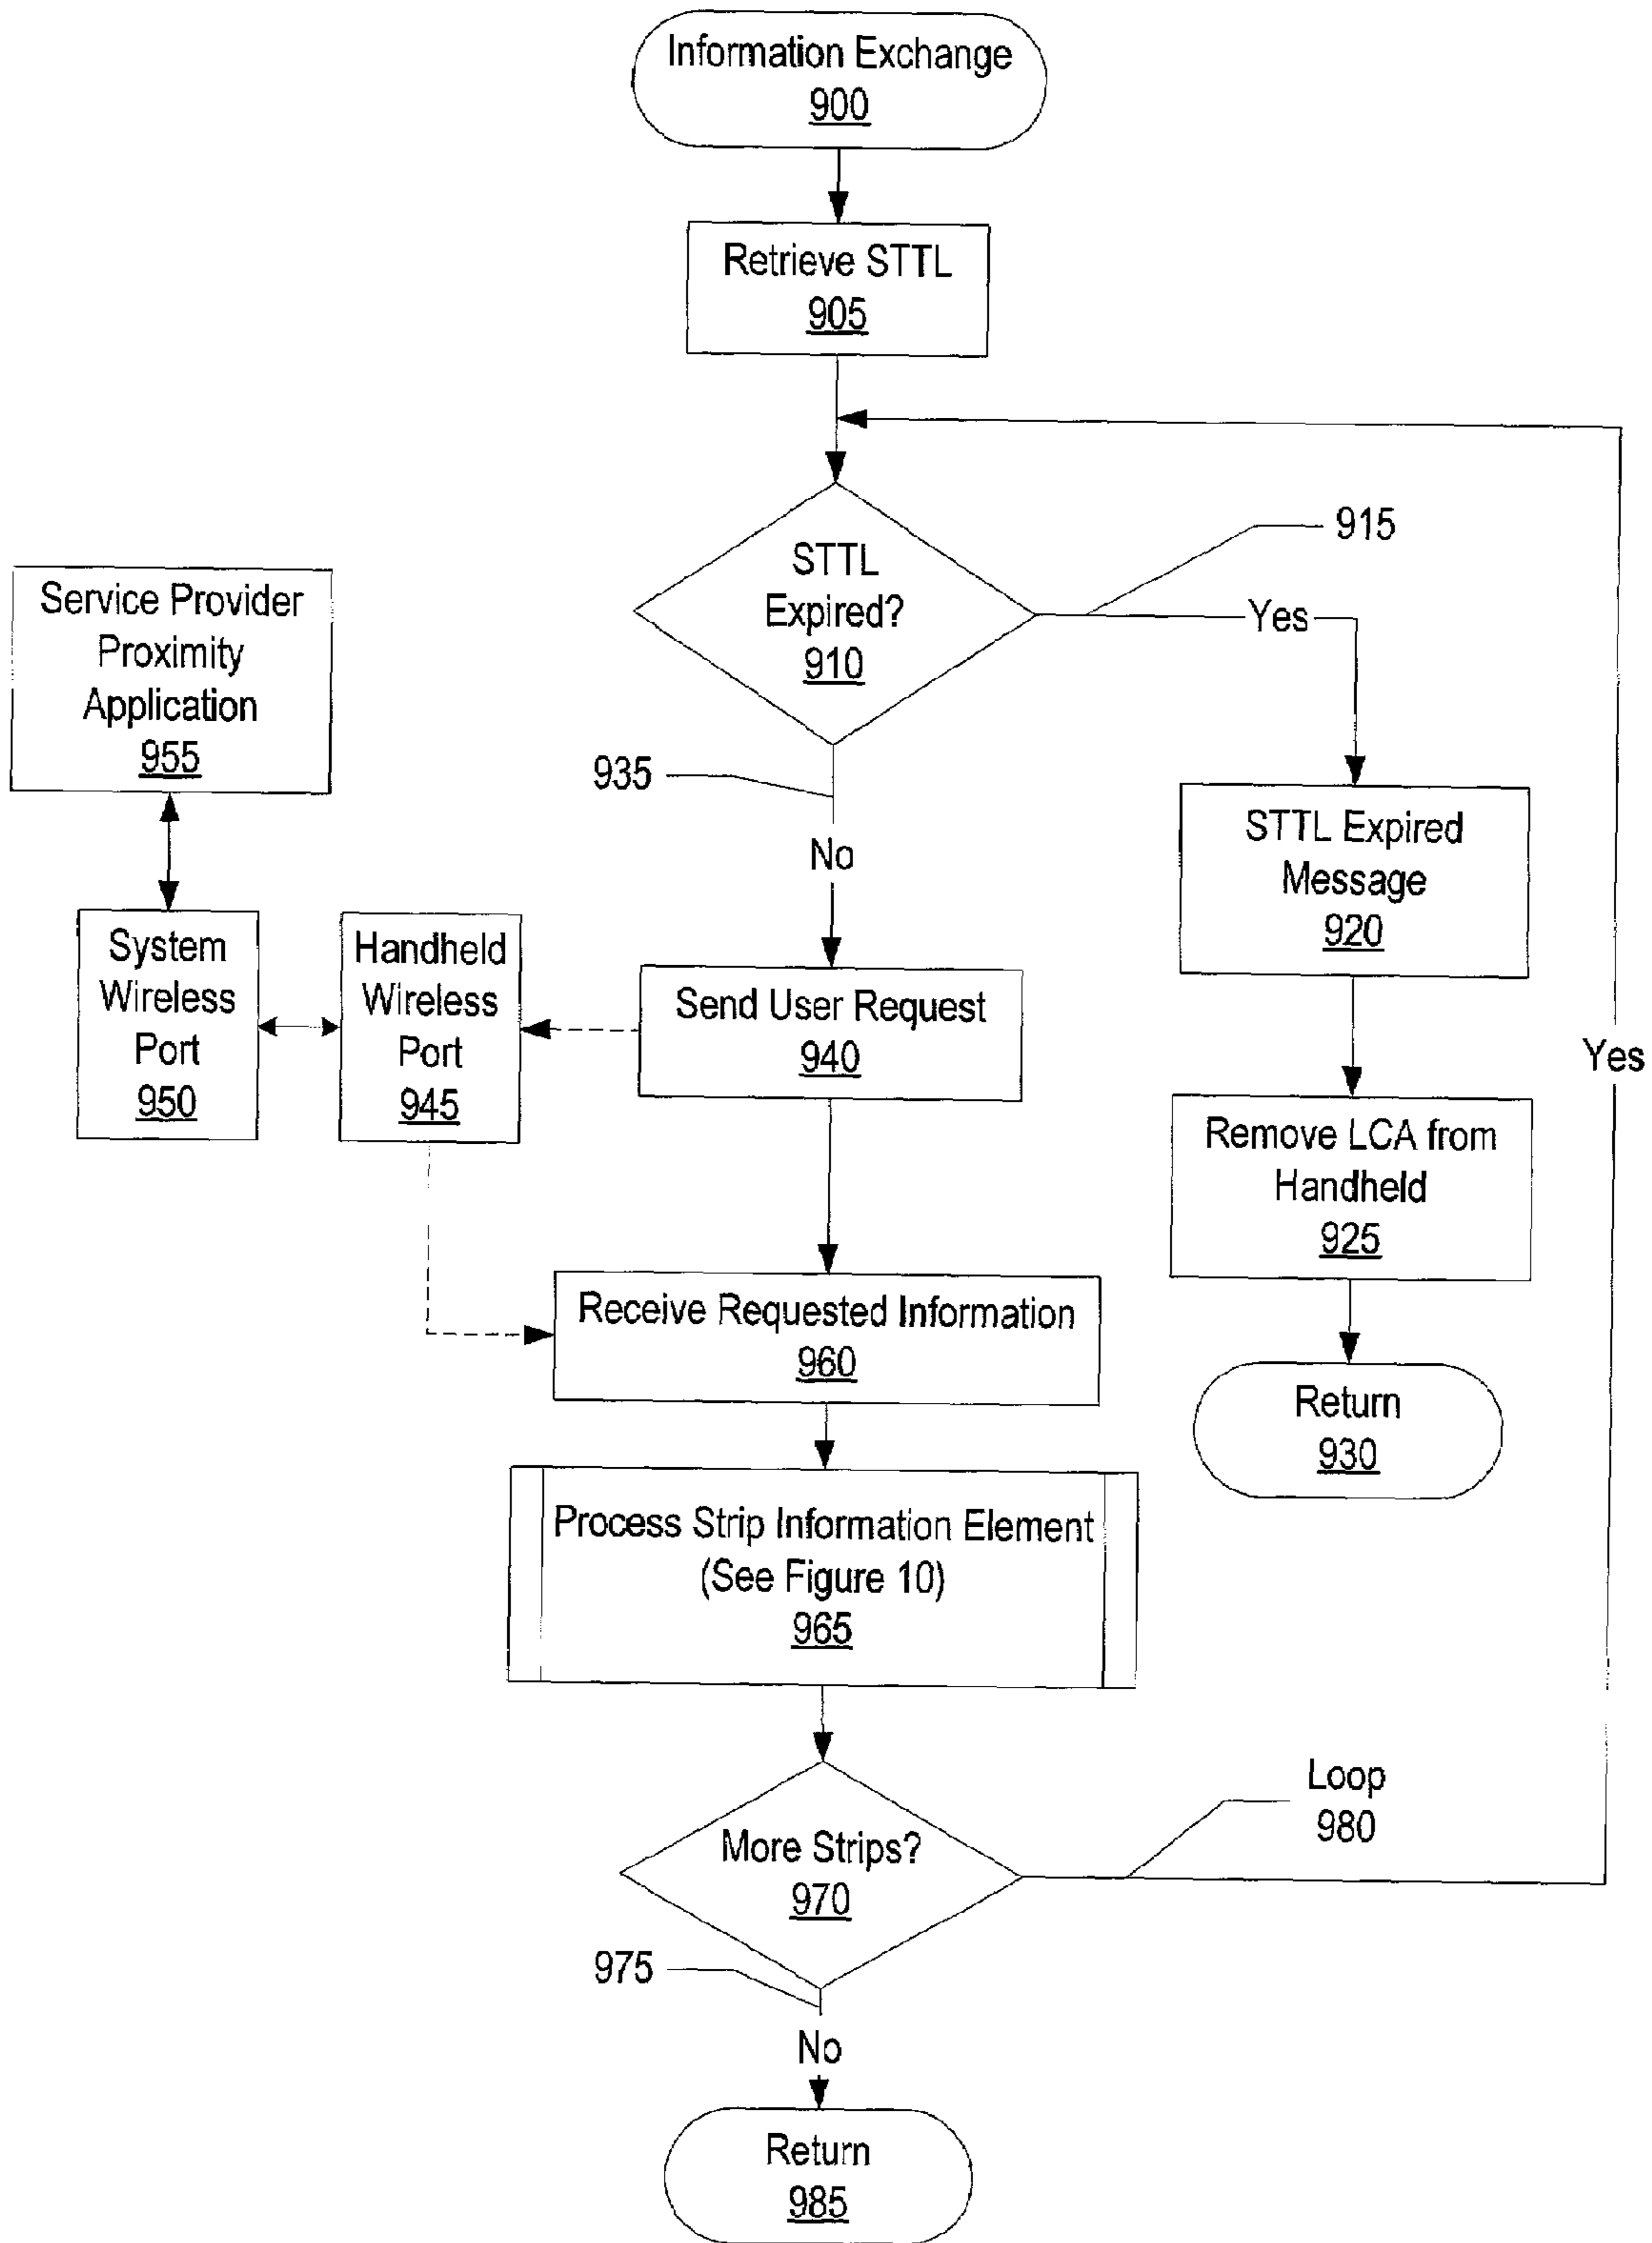 Information Exchange
900
Retrieve STTL
905
STTL
Expired?
910
915
Yes
Service Provider
Proximity
Application
955
935
No
STTL Expired
Message
920
System
Wireless
Port
950
Handheld
Wireless
Port
945
Send User Request
940
Yes
Remove LCA from
Handheld
925
Receive Requested Information
960
Return
930
Process Strip Information Element
(See Figure 10)
965
Loop
980
More Strips?
970
975
No
Return
985